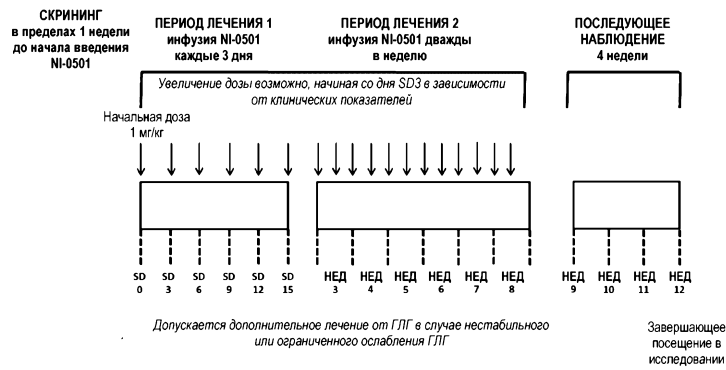 СКРИНИНГ
в пределах 1 недели
до начала введения
NI-0501
ПЕРИОД ЛЕЧЕНИЯ 1
инфузия NI-0501
каждые 3 дня
ПЕРИОД ЛЕЧЕНИЯ 2
инфузия NI-0501 дважды
в неделю
ПОСЛЕДУЮЩЕЕ
НАБЛЮДЕНИЕ
4 недели
Увеличение дозы возможно, начиная со дня SD3 в зависимости
от клинических показателей
Начальная доза
1 мг/кг
SD SD SD SD SD SD НЕД НЕД НЕД НЕД НЕД НЕД НЕД НЕД НЕД НЕД
0 3 6 9 12 15 3 4 5 6 7 8 9 10 11 12
Допускается дополнительное лечение от ГЛГ в случае нестабильного
или ограниченного ослабления ГЛГ
Завершающее
посещение в
исследовании